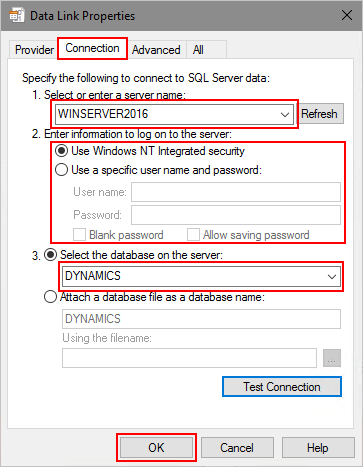 Data Link Properties
Provider Connection Advanced All
Specify the following to connect to SQL Server data:
1. Select or enter a server name:
WINSERVER2016 Refresh
2. Enter information to log on to the server:
Use Windows NT Integrated security
Use a specific user name and password:
User name:
Password:
Blank password Allow saving password
3. Select the database on the server:
DYNAMICS
Attach a database file as a database name:
DYNAMICS
Using the filename:
...
Test Connection
OK Cancel Help